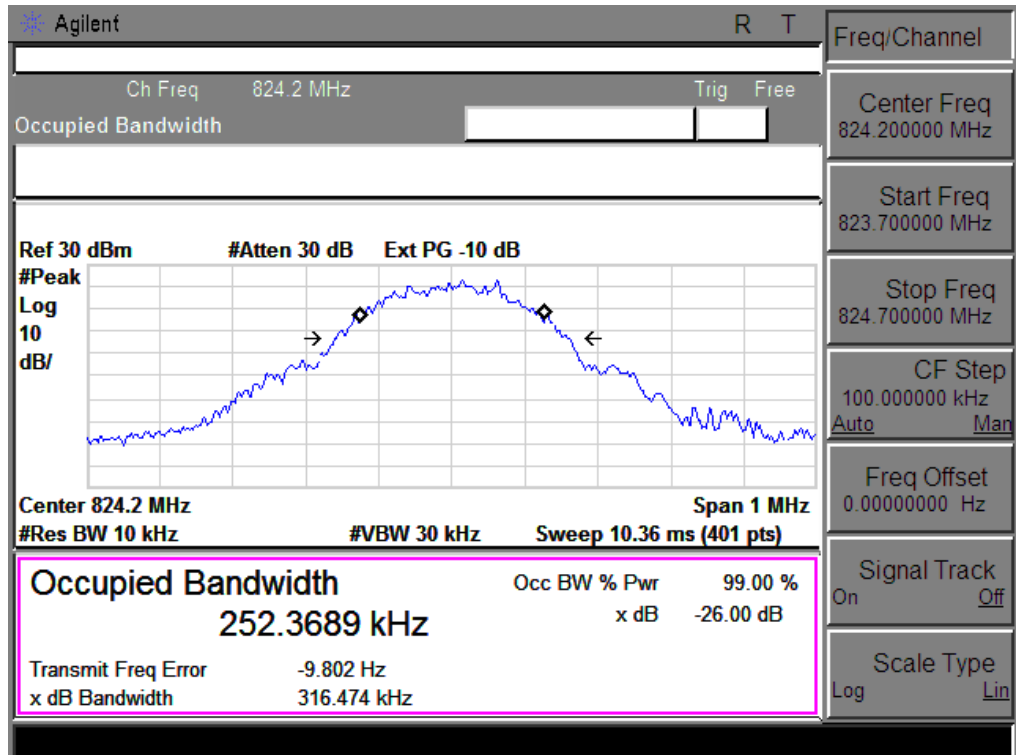 Agilent R T
Ch Freq 824.2 MHz Trig Free
Occupied Bandwidth
Ref 30 dBm #Atten 30 dB Ext PG -10 dB
#Peak
Log
10
dB/
Center 824.2 MHz Span 1 MHz
#Res BW 10 kHz #VBW 30 kHz Sweep 10.36 ms (401 pts)
Occupied Bandwidth
252.3689 kHz
Occ BW % Pwr 99.00 %
x dB -26.00 dB
Transmit Freq Error -9.802 Hz
x dB Bandwidth 316.474 kHz
Freq/Channel
Center Freq
824.200000 MHz
Start Freq
823.700000 MHz
Stop Freq
824.700000 MHz
CF Step
100.000000 kHz
Auto Man
Freq Offset
0.00000000 Hz
Signal Track
On Off
Scale Type
Log Lin